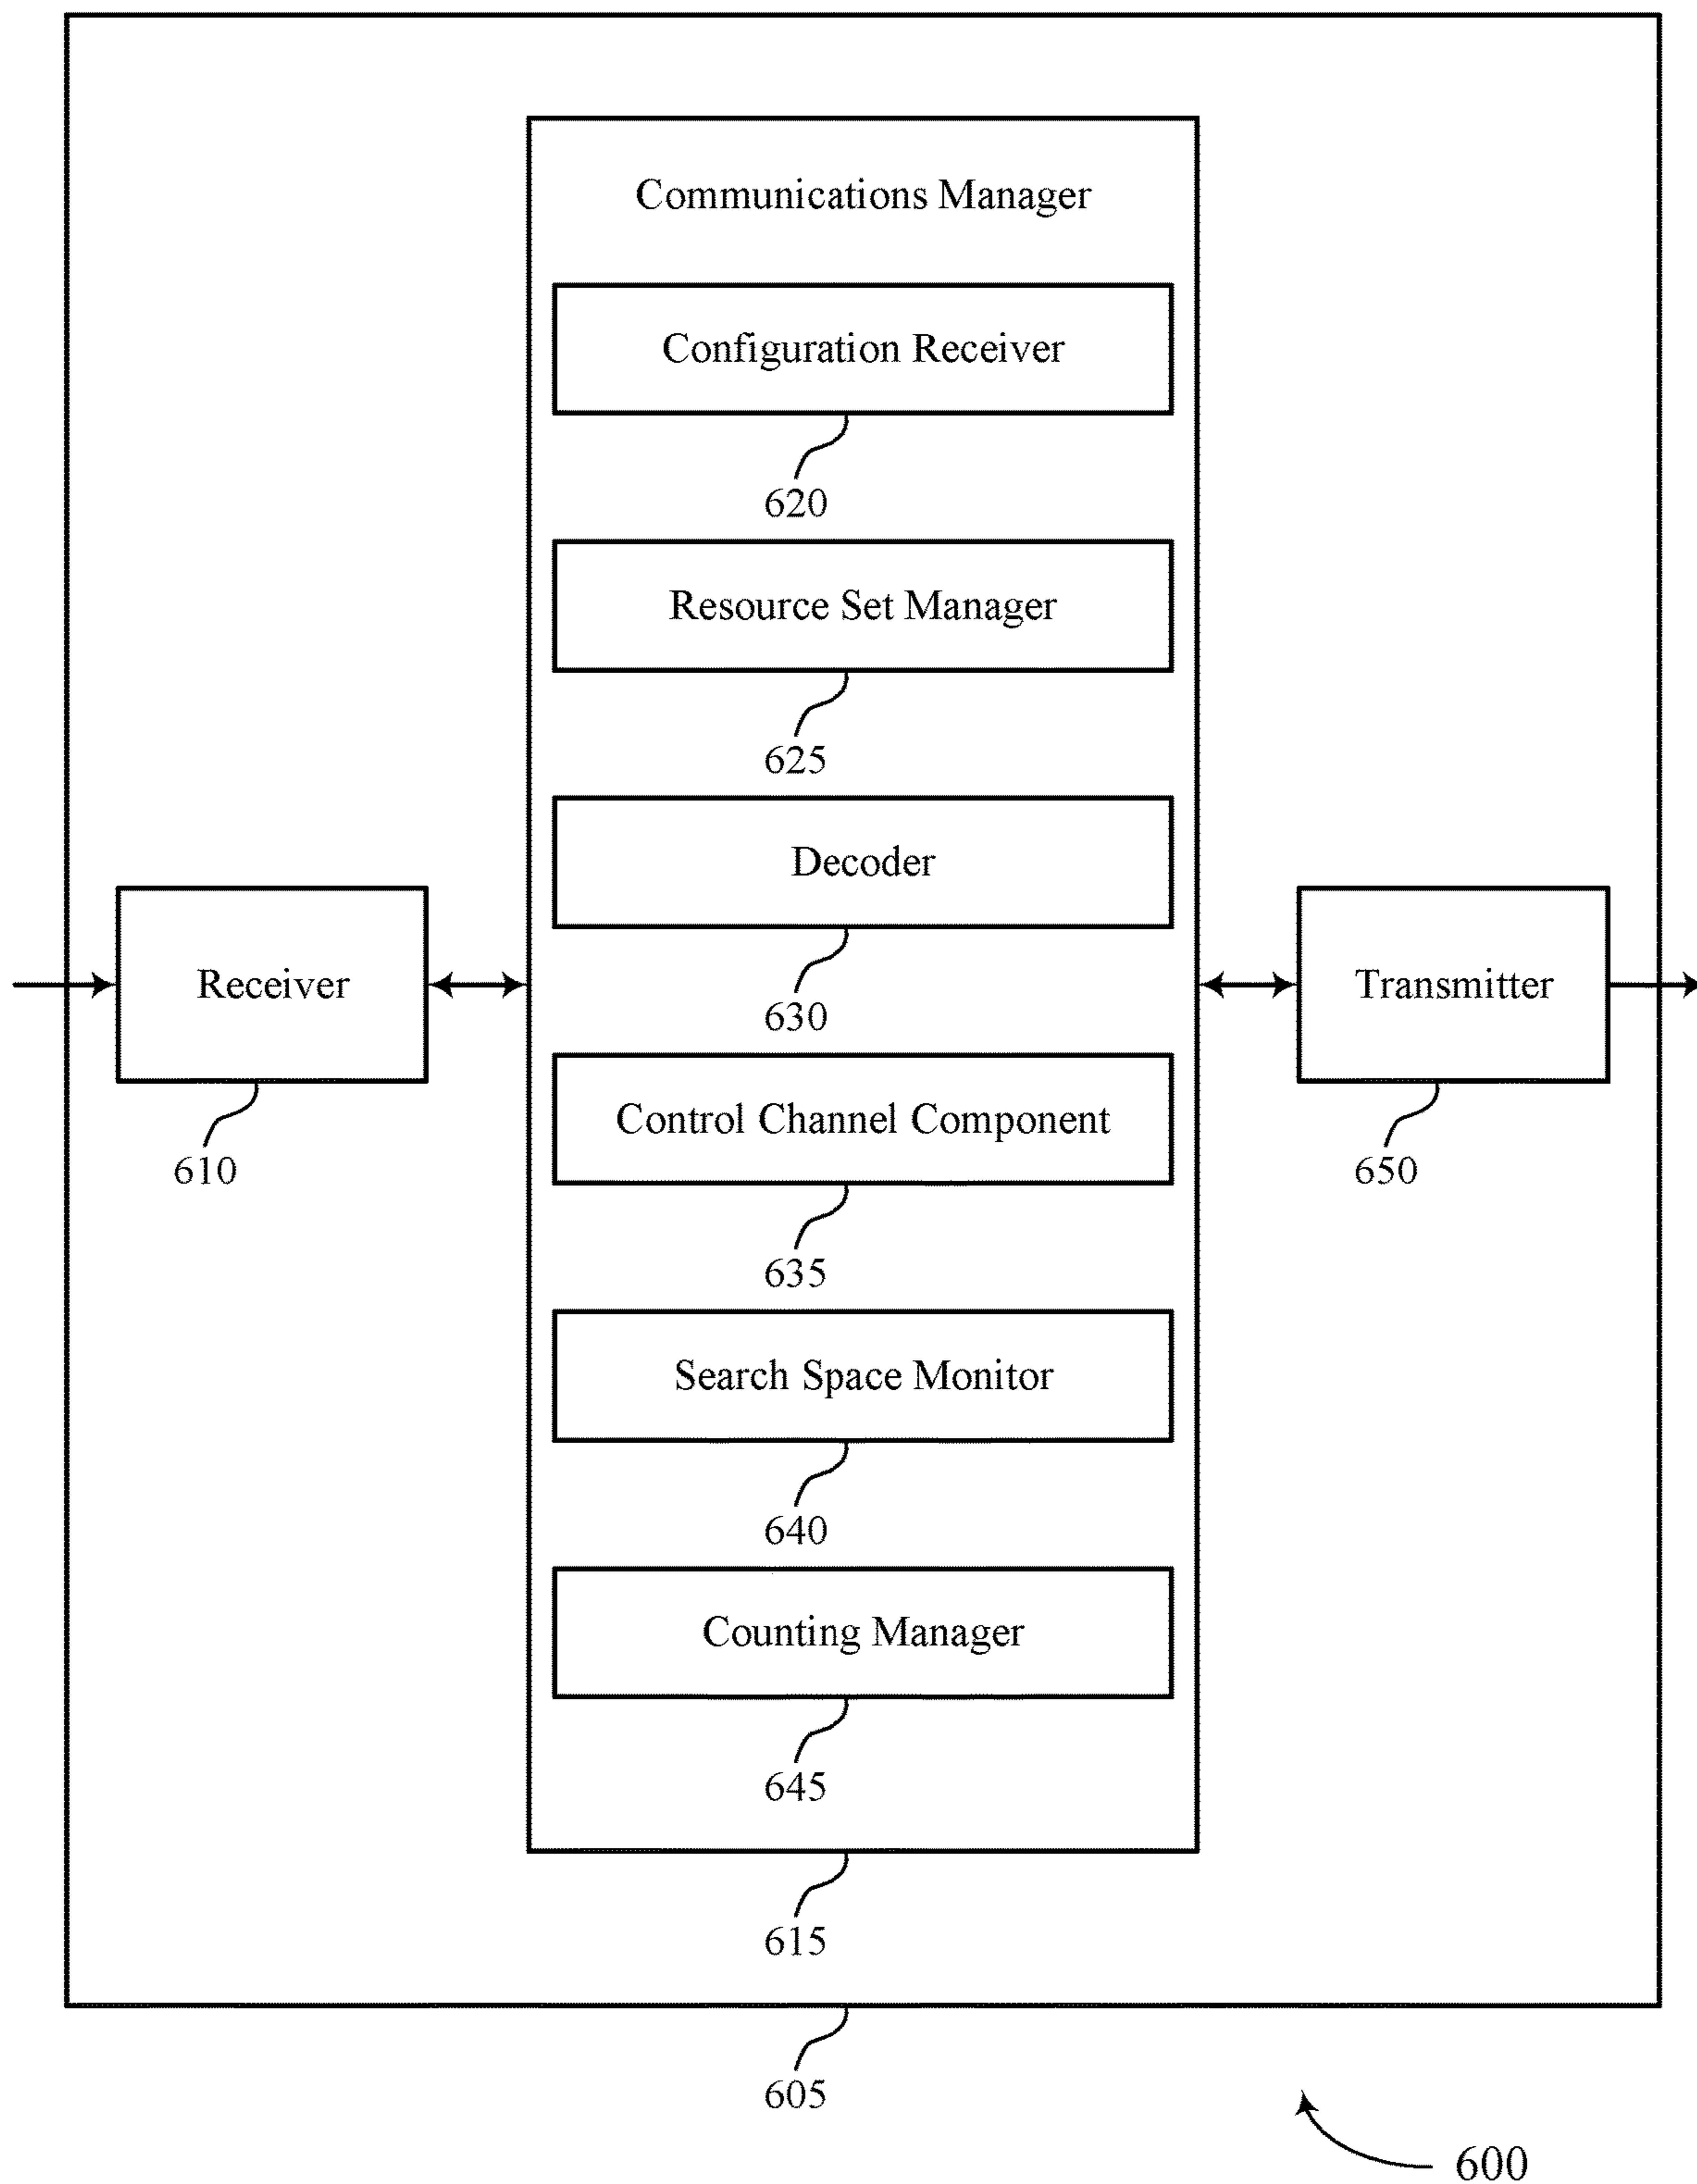 Communications Manager
Configuration Receiver
620
Resource Set Manager
625
Decoder
630
Receiver
610
Transmitter
650
Control Channel Component
635
Search Space Monitor
640
Counting Manager
645
615
605
600